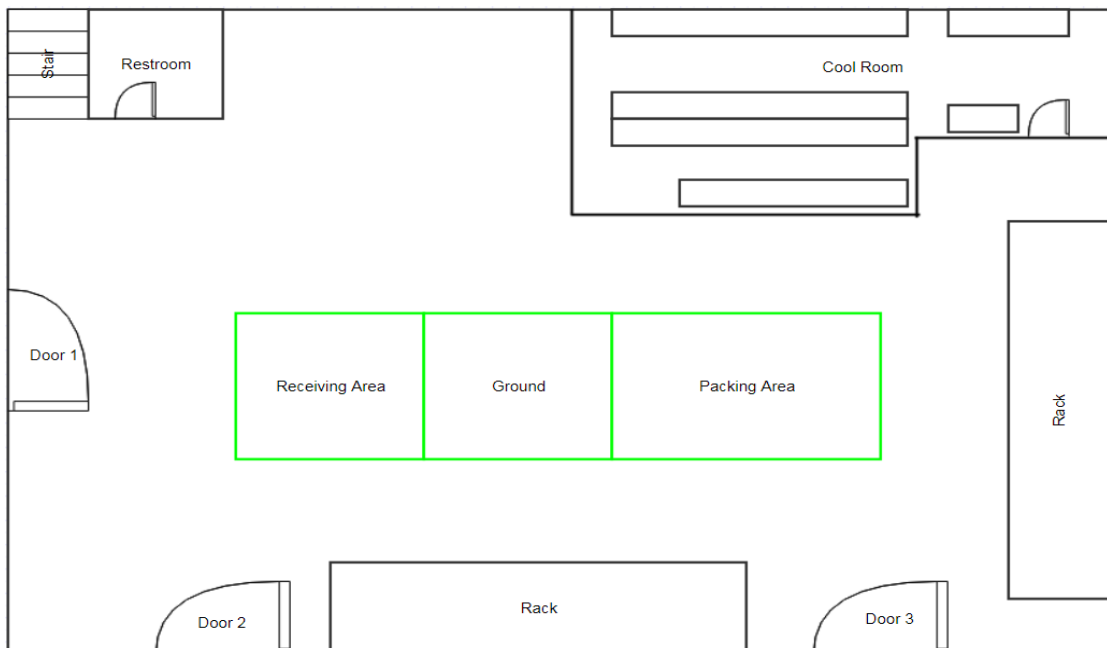 Stair
Restroom
Cool Room
Door 1
Receiving Area
Ground
Packing Area
Rack
Door 2
Rack
Door 3